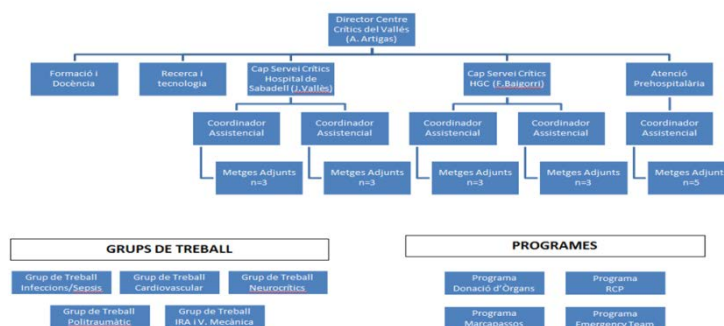 Director Centre
Crítics del Vallés
(A. Artigas)
Formació i
Docència
Recerca i
tecnologia
Cap Servei Crítics
Hospital de
Sabadell (J.Vallès)
Cap Servei Crítics
HGC (F.Baigorri)
Atenció
Prehospitalària
Coordinador
Assistencial
Coordinador
Assistencial
Coordinador
Assistencial
Coordinador
Assistencial
Coordinador
Assistencial
Metges Adjunts
n=3
Metges Adjunts
n=3
Metges Adjunts
n=3
Metges Adjunts
n=3
Metges Adjunts
n=5
GRUPS DE TREBALL
Grup de Treball
Infeccions/Sepsis
Grup de Treball
Cardiovascular
Grup de Treball
Neurocrítics
Grup de Treball
Politraumàtic
Grup de Treball
IRA i V. Mecànica
PROGRAMES
Programa
Donació d'Òrgans
Programa
RCP
Programa
Marcapassos
Programa
Emergency Team